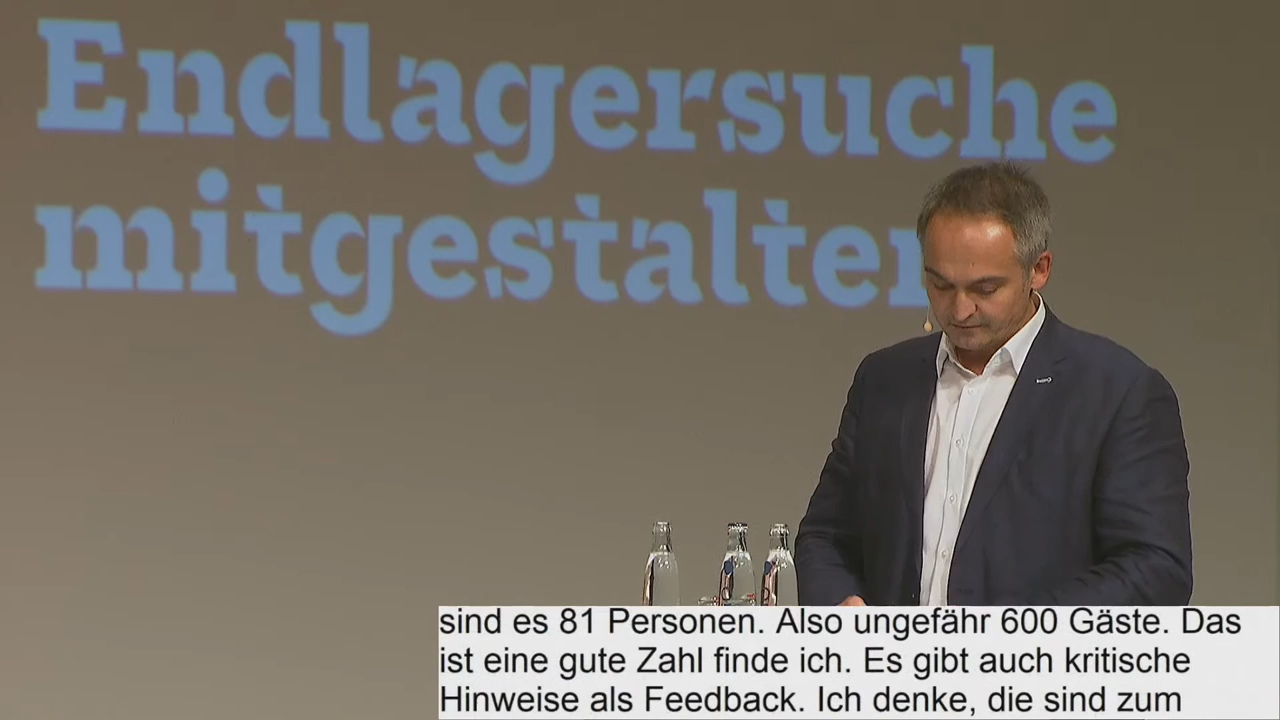 Endlagersuche
mitgestalten
sind es 81 Personen. Also ungefähr 600 Gäste. Das
ist eine gute Zahl finde ich. Es gibt auch kritische
Hinweise als Feedback. Ich denke, die sind zum